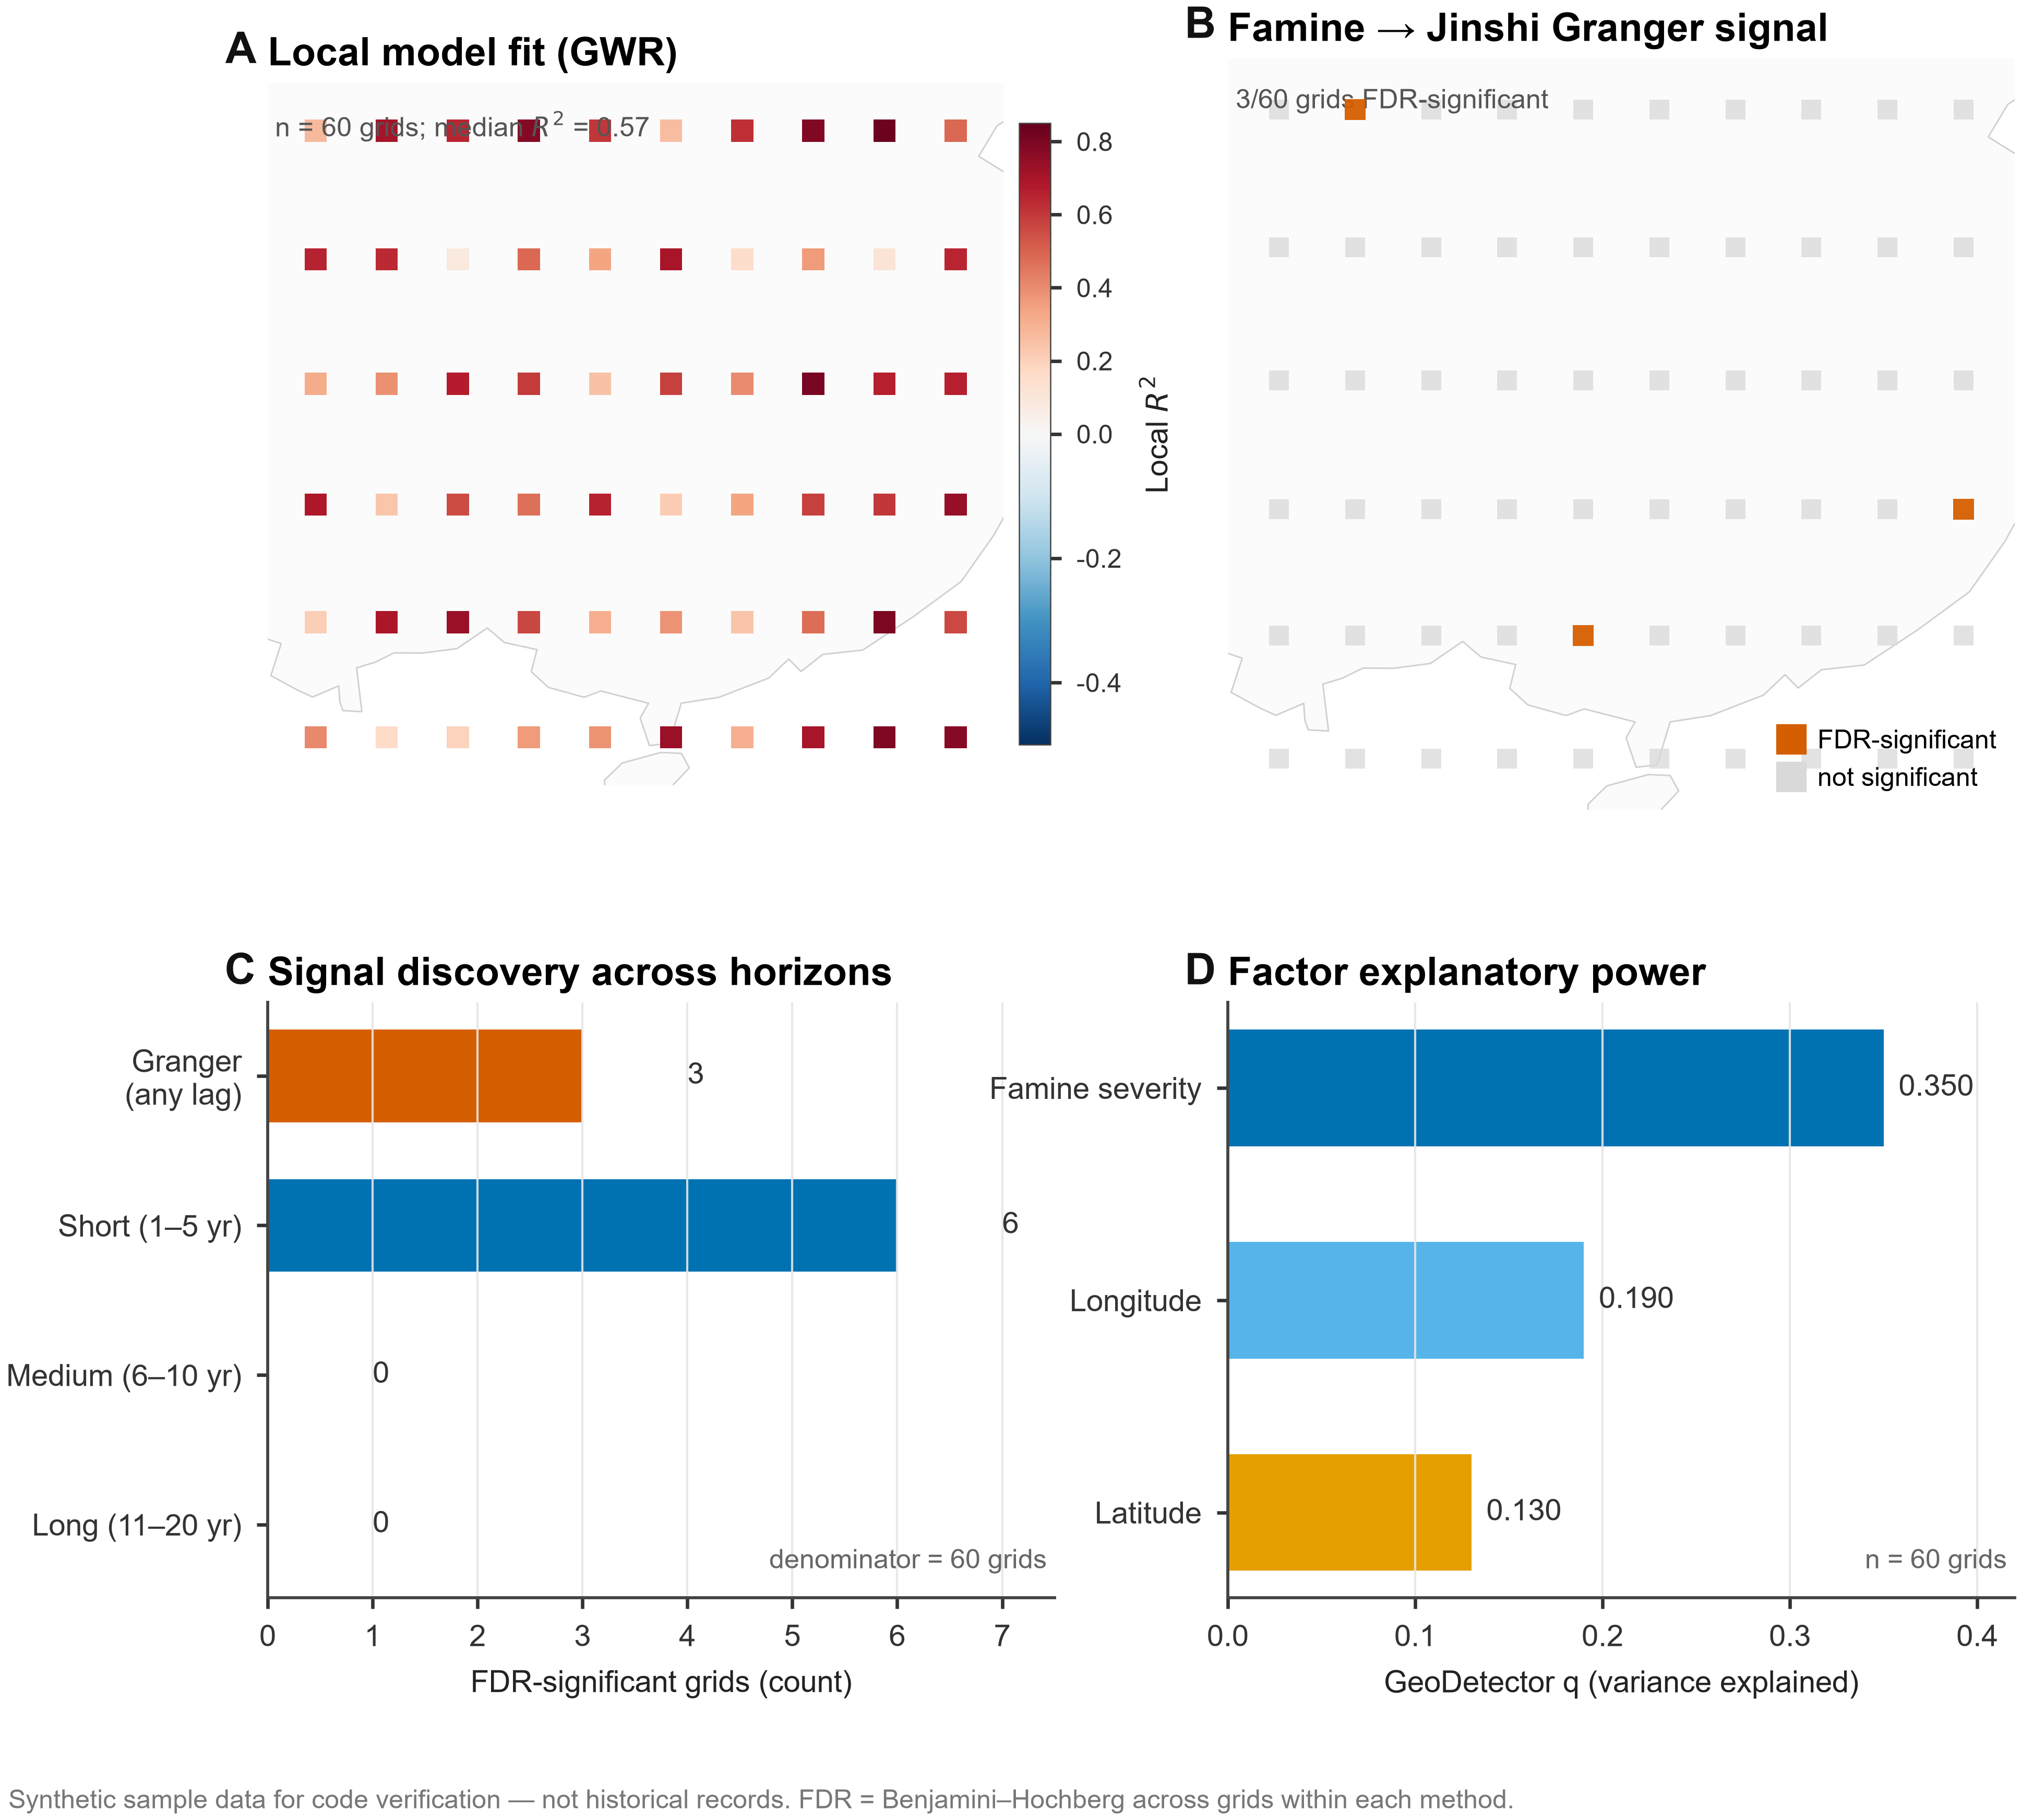 A Local model fit (GWR)
n = 60 grids; median R² = 0.57
0.8
0.6
0.4
0.2
0.0
-0.2
-0.4
Local R²
B Famine → Jinshi Granger signal
3/60 grids FDR-significant
FDR-significant
not significant
C Signal discovery across horizons
Granger
(any lag)
3
Short (1–5 yr)
6
Medium (6–10 yr)
0
Long (11–20 yr)
0
denominator = 60 grids
0 1 2 3 4 5 6 7
FDR-significant grids (count)
D Factor explanatory power
Famine severity
0.350
Longitude
0.190
Latitude
0.130
n = 60 grids
0.0 0.1 0.2 0.3 0.4
GeoDetector q (variance explained)
Synthetic sample data for code verification — not historical records. FDR = Benjamini–Hochberg across grids within each method.